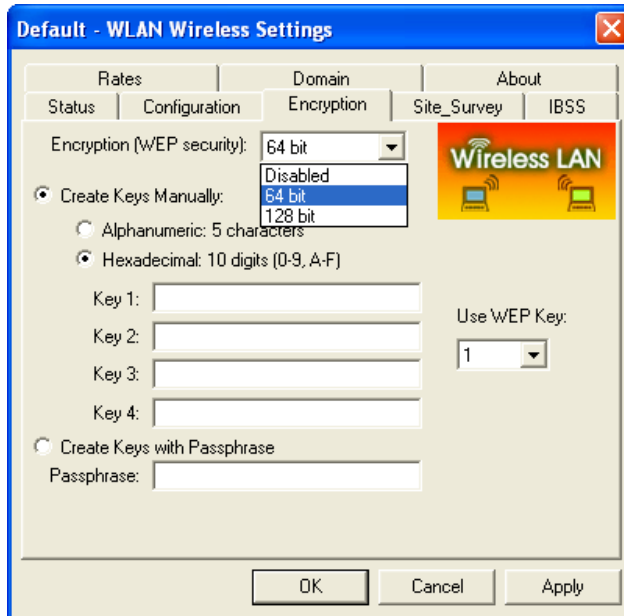 Default - WLAN Wireless Settings
Rates Domain About
Status Configuration Encryption Site_Survey IBSS
Encryption (WEP security): 64 bit
Disabled
64 bit
128 bit
Wireless LAN
Create Keys Manually:
Alphanumeric: 5 characters
Hexadecimal: 10 digits (0-9, A-F)
Key 1:
Key 2:
Key 3:
Key 4:
Use WEP Key:
1
Create Keys with Passphrase
Passphrase:
OK Cancel Apply